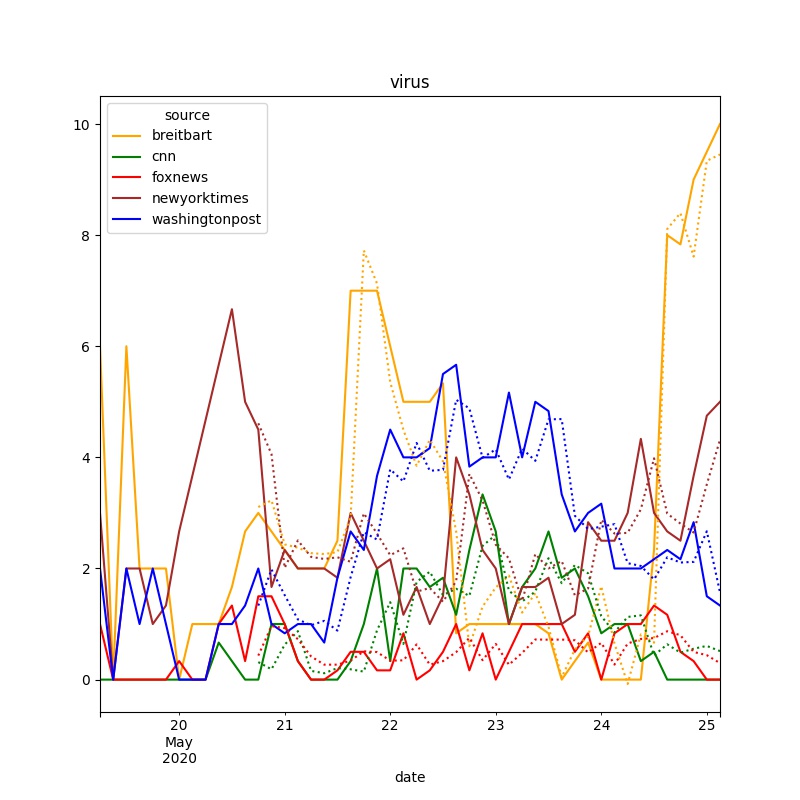 virus
source
breitbart
cnn
foxnews
newyorktimes
washingtonpost
10
8
6
4
2
0
20 21 22 23 24 25
May
2020
date